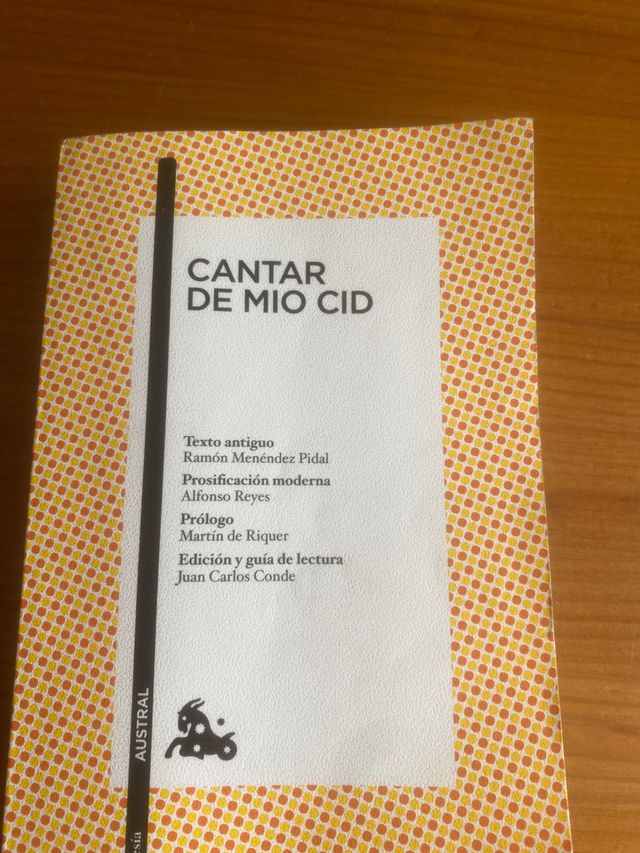 CANTAR
DE MIO CID
Texto antiguo
Ramón Menéndez Pidal
Prosificación moderna
Alfonso Reyes
Prólogo
Martín de Riquer
Edición y guía de lectura
Juan Carlos Conde
AUSTRAL